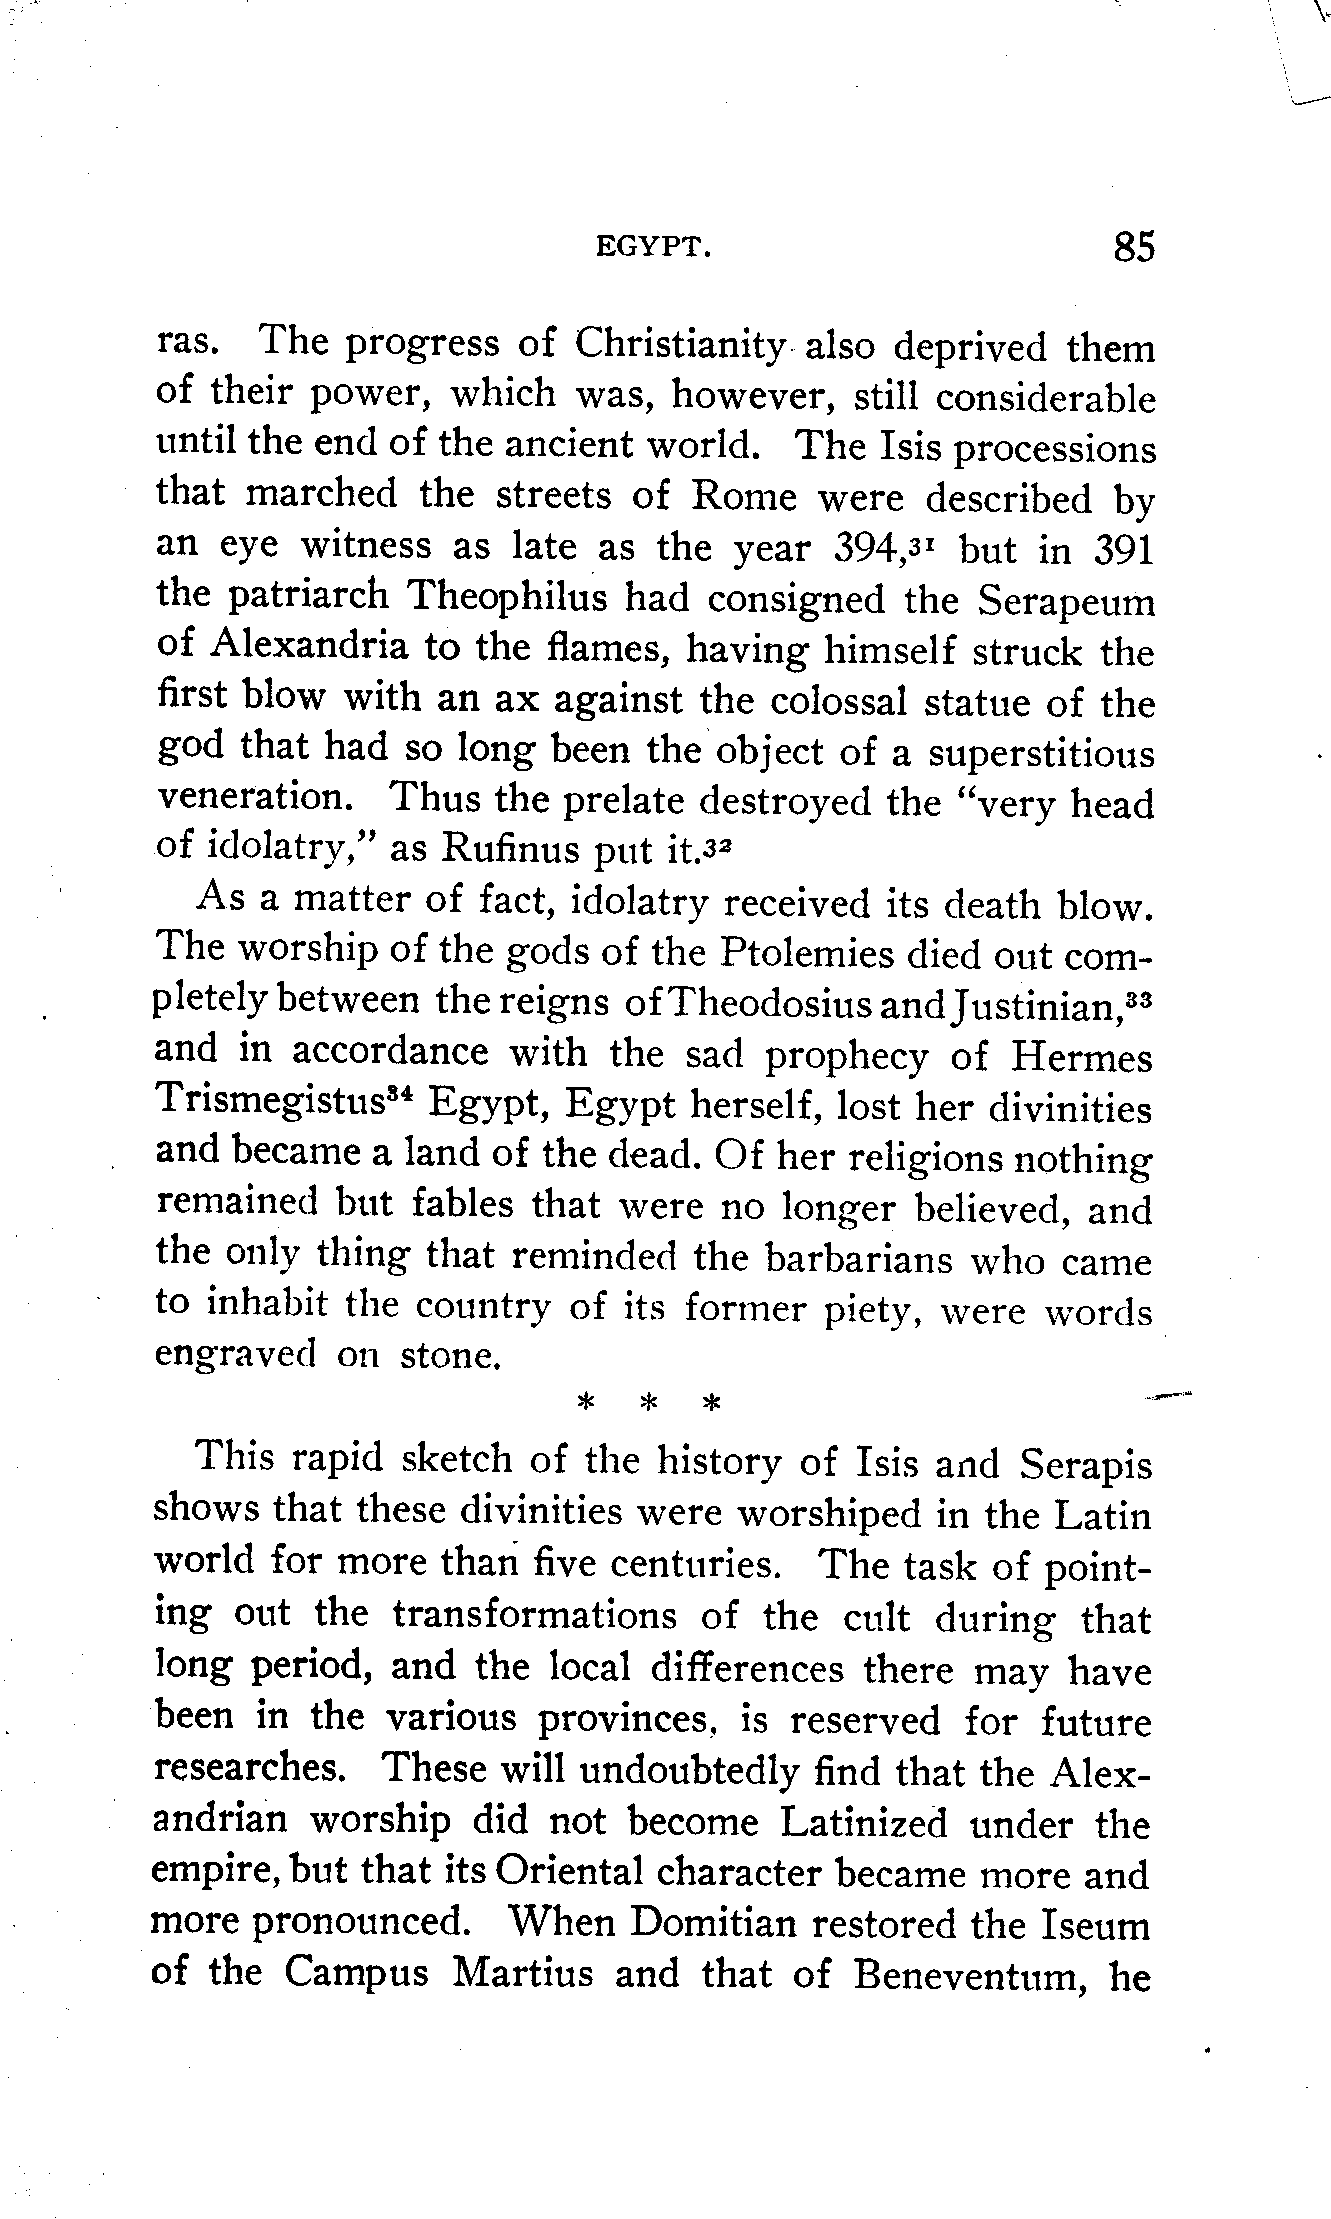 EGYPT. 85
ras. The progress of Christianity also deprived them
of their power, which was, however, still considerable
until the end of the ancient world. The Isis processions
that marched the streets of Rome were described by
an eye witness as late as the year 394,³¹ but in 391
the patriarch Theophilus had consigned the Serapeum
of Alexandria to the flames, having himself struck the
first blow with an ax against the colossal statue of the
god that had so long been the object of a superstitious
veneration. Thus the prelate destroyed the “very head
of idolatry,” as Rufinus put it.³²
As a matter of fact, idolatry received its death blow.
The worship of the gods of the Ptolemies died out com-
pletely between the reigns of Theodosius and Justinian,³³
and in accordance with the sad prophecy of Hermes
Trismegistus³⁴ Egypt, Egypt herself, lost her divinities
and became a land of the dead. Of her religions nothing
remained but fables that were no longer believed, and
the only thing that reminded the barbarians who came
to inhabit the country of its former piety, were words
engraved on stone.
* * *
This rapid sketch of the history of Isis and Serapis
shows that these divinities were worshiped in the Latin
world for more than five centuries. The task of point-
ing out the transformations of the cult during that
long period, and the local differences there may have
been in the various provinces, is reserved for future
researches. These will undoubtedly find that the Alex-
andrian worship did not become Latinized under the
empire, but that its Oriental character became more and
more pronounced. When Domitian restored the Iseum
of the Campus Martius and that of Beneventum, he